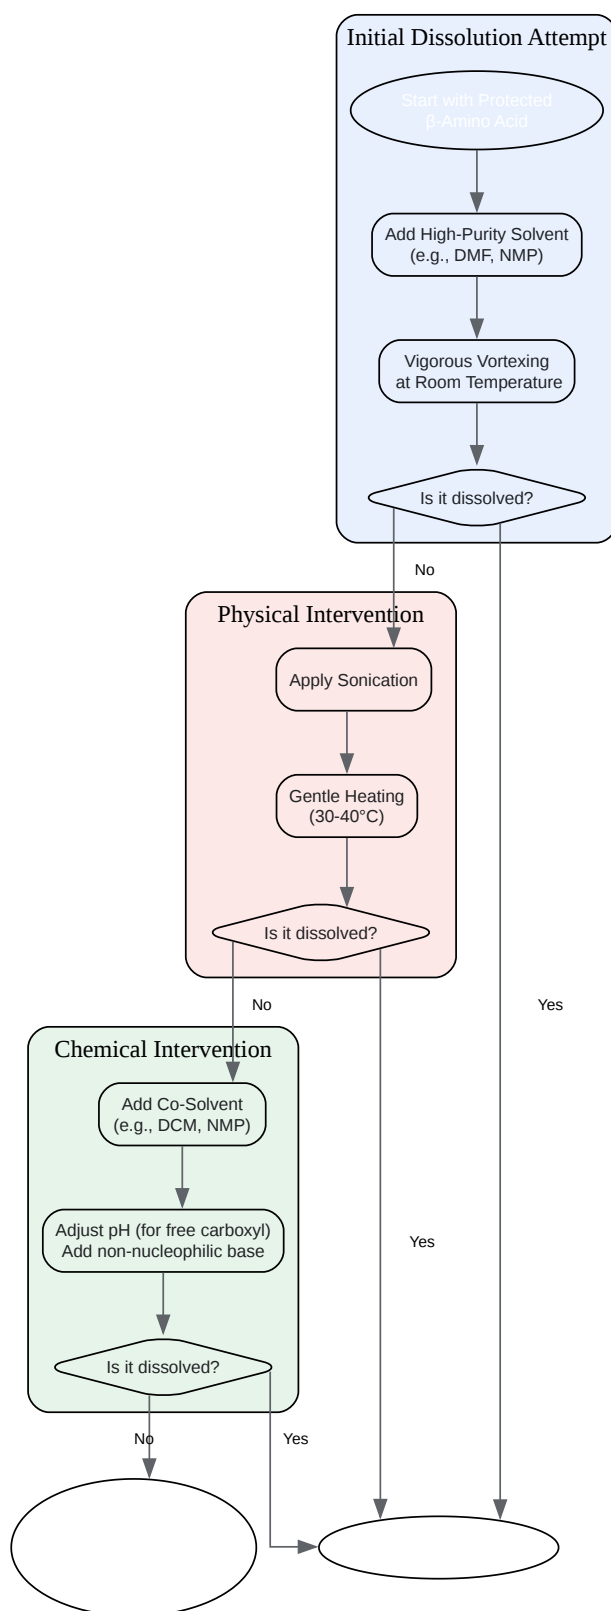 Initial Dissolution Attempt
Start with Protected
β-Amino Acid
Add High-Purity Solvent
(e.g., DMF, NMP)
Vigorous Vortexing
at Room Temperature
Is it dissolved?
No
Physical Intervention
Apply Sonication
Gentle Heating
(30-40°C)
Is it dissolved?
No
Yes
Chemical Intervention
Add Co-Solvent
(e.g., DCM, NMP)
Adjust pH (for free carboxyl)
Add non-nucleophilic base
Yes
Is it dissolved?
No
Yes